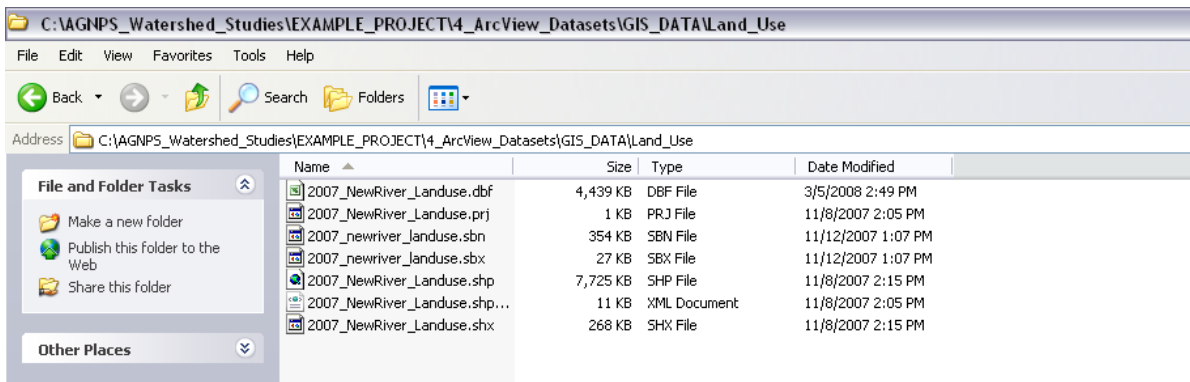 C:\AGNPS_Watershed_Studies\EXAMPLE_PROJECT\4_ArcView_Datasets\GIS_DATA\Land_Use
File Edit View Favorites Tools Help
Back Search Folders
Address C:\AGNPS_Watershed_Studies\EXAMPLE_PROJECT\4_ArcView_Datasets\GIS_DATA\Land_Use
File and Folder Tasks
Make a new folder
Publish this folder to the
Web
Share this folder
Other Places
Name Size Type Date Modified
2007_NewRiver_Landuse.dbf 4,439 KB DBF File 3/5/2008 2:49 PM
2007_NewRiver_Landuse.prj 1 KB PRJ File 11/8/2007 2:05 PM
2007_newriver_landuse.sbn 354 KB SBN File 11/12/2007 1:07 PM
2007_newriver_landuse.sbx 27 KB SBX File 11/12/2007 1:07 PM
2007_NewRiver_Landuse.shp 7,725 KB SHP File 11/8/2007 2:15 PM
2007_NewRiver_Landuse.shp... 11 KB XML Document 11/8/2007 2:05 PM
2007_NewRiver_Landuse.shx 268 KB SHX File 11/8/2007 2:15 PM